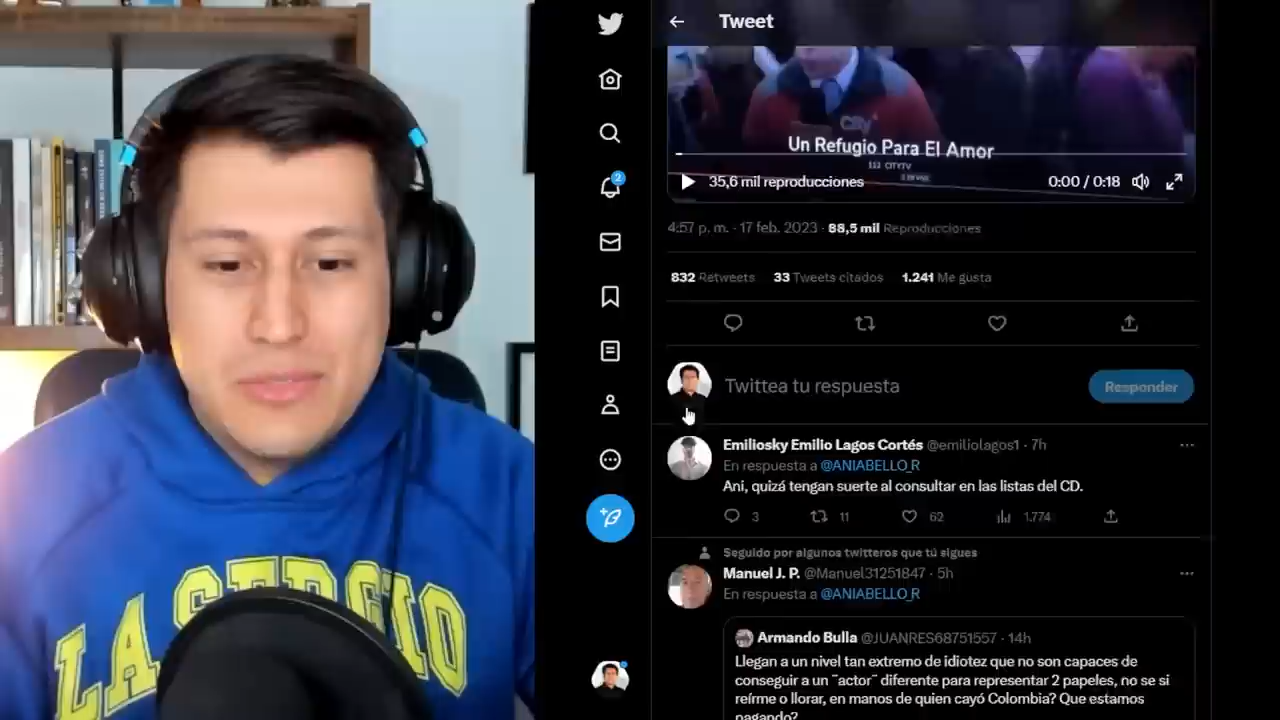 Tweet
City
Un Refugio Para El Amor
CITYTV
35,6 mil reproducciones
0:00 / 0:18
4:57 p. m. · 17 feb. 2023 · 88,5 mil Reproducciones
832 Retweets 33 Tweets citados 1.241 Me gusta
Twittea tu respuesta
Responder
2
Emiliosky Emilio Lagos Cortés @emiliolagos1 · 7h
En respuesta a @ANIABELLO_R
Ani, quizá tengan suerte al consultar en las listas del CD.
3 11 62 1.774
Seguido por algunos twitteros que tú sigues
Manuel J. P. @Manuel31251847 · 5h
En respuesta a @ANIABELLO_R
Armando Bulla @JUANRES68751557 · 14h
Llegan a un nivel tan extremo de idiotez que no son capaces de
conseguir a un ¨actor¨ diferente para representar 2 papeles, no se si
reírme o llorar, en manos de quien cayó Colombia? Que estamos
pagando?
LA SERGIO